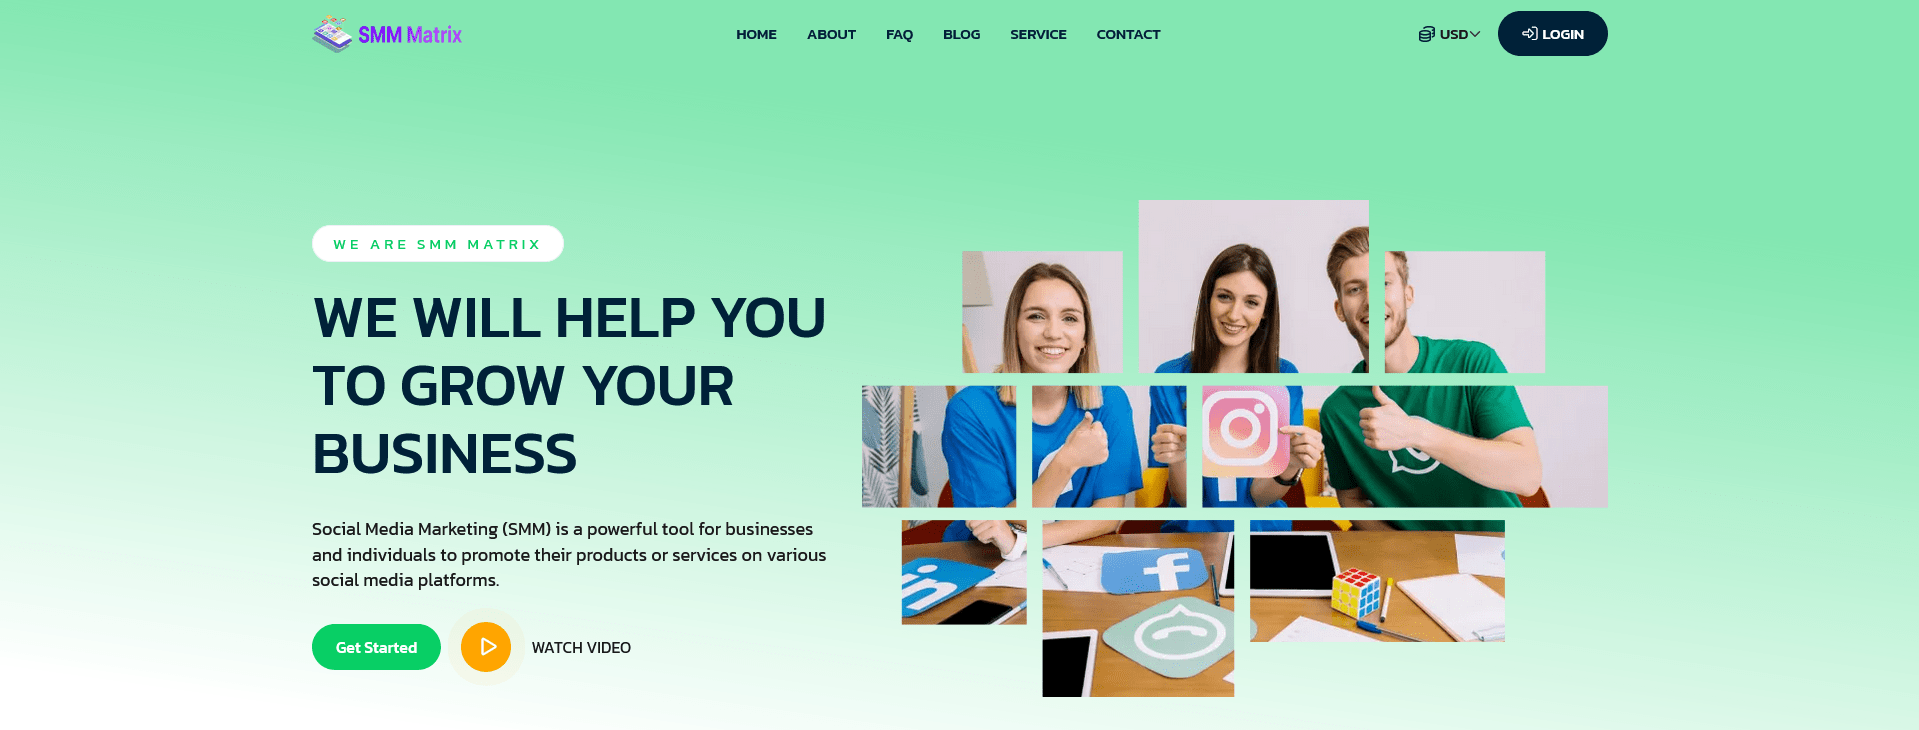 SMM Matrix
HOME ABOUT FAQ BLOG SERVICE CONTACT
USD
LOGIN
WE ARE SMM MATRIX
WE WILL HELP YOU
TO GROW YOUR
BUSINESS
Social Media Marketing (SMM) is a powerful tool for businesses
and individuals to promote their products or services on various
social media platforms.
Get Started
WATCH VIDEO
in
f